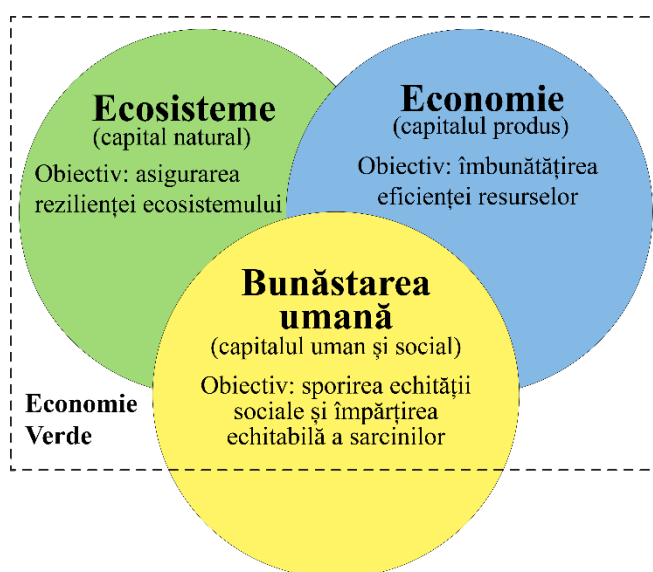 Ecosisteme
(capital natural)
Obiectiv: asigurarea
rezilienței ecosistemului
Economie
(capitalul produs)
Obiectiv: îmbunătățirea
eficienței resurselor
Bunăstarea
umană
(capitalul uman și social)
Obiectiv: sporirea echității
sociale și împărțirea
echitabilă a sarcinilor
Economie
Verde